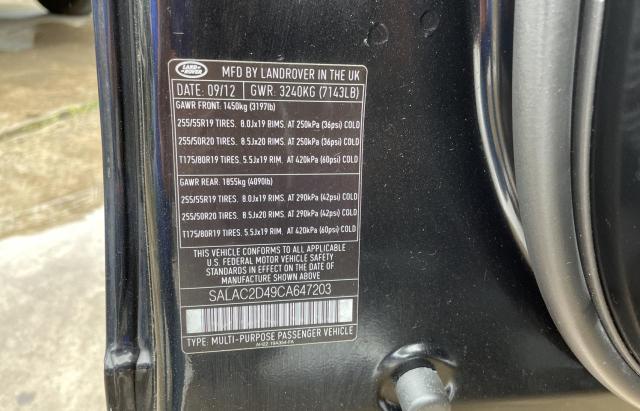 LAND ROVER
MFD BY LANDROVER IN THE UK
DATE: 09/12 GWR: 3240KG (7143LB)
GAWR FRONT: 1450kg (3197lb)
255/55R19 TIRES. 8.0Jx19 RIMS. AT 250kPa (36psi) COLD
255/50R20 TIRES. 8.5Jx20 RIMS. AT 250kPa (36psi) COLD
T175/80R19 TIRES. 5.5Jx19 RIM. AT 420kPa (60psi) COLD
GAWR REAR: 1855kg (4090lb)
255/55R19 TIRES. 8.0Jx19 RIMS. AT 290kPa (42psi) COLD
255/50R20 TIRES. 8.5Jx20 RIMS. AT 290kPa (42psi) COLD
T175/80R19 TIRES. 5.5Jx19 RIM. AT 420kPa (60psi) COLD
THIS VEHICLE CONFORMS TO ALL APPLICABLE
U.S. FEDERAL MOTOR VEHICLE SAFETY
STANDARDS IN EFFECT ON THE DATE OF
MANUFACTURE SHOWN ABOVE
SALAC2D49CA647203
TYPE: MULTI-PURPOSE PASSENGER VEHICLE